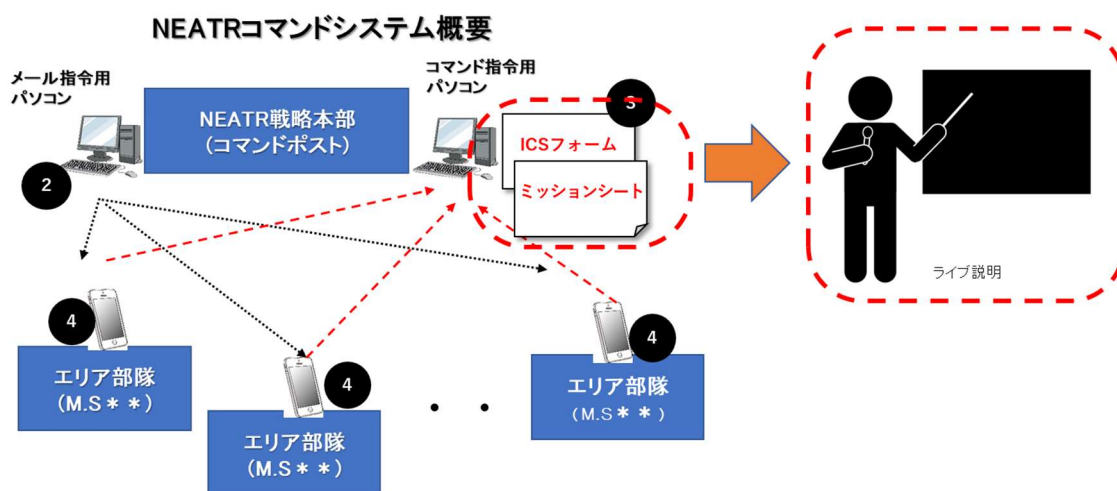 NEATRコマンドシステム概要
メール指令用
パソコン
コマンド指令用
パソコン
NEATR戦略本部
(コマンドポスト)
3
ICSフォーム
ミッションシート
2
ライブ説明
4
エリア部隊
(M.S**)
4
エリア部隊
(M.S**)
・ ・
4
エリア部隊
(M.S**)